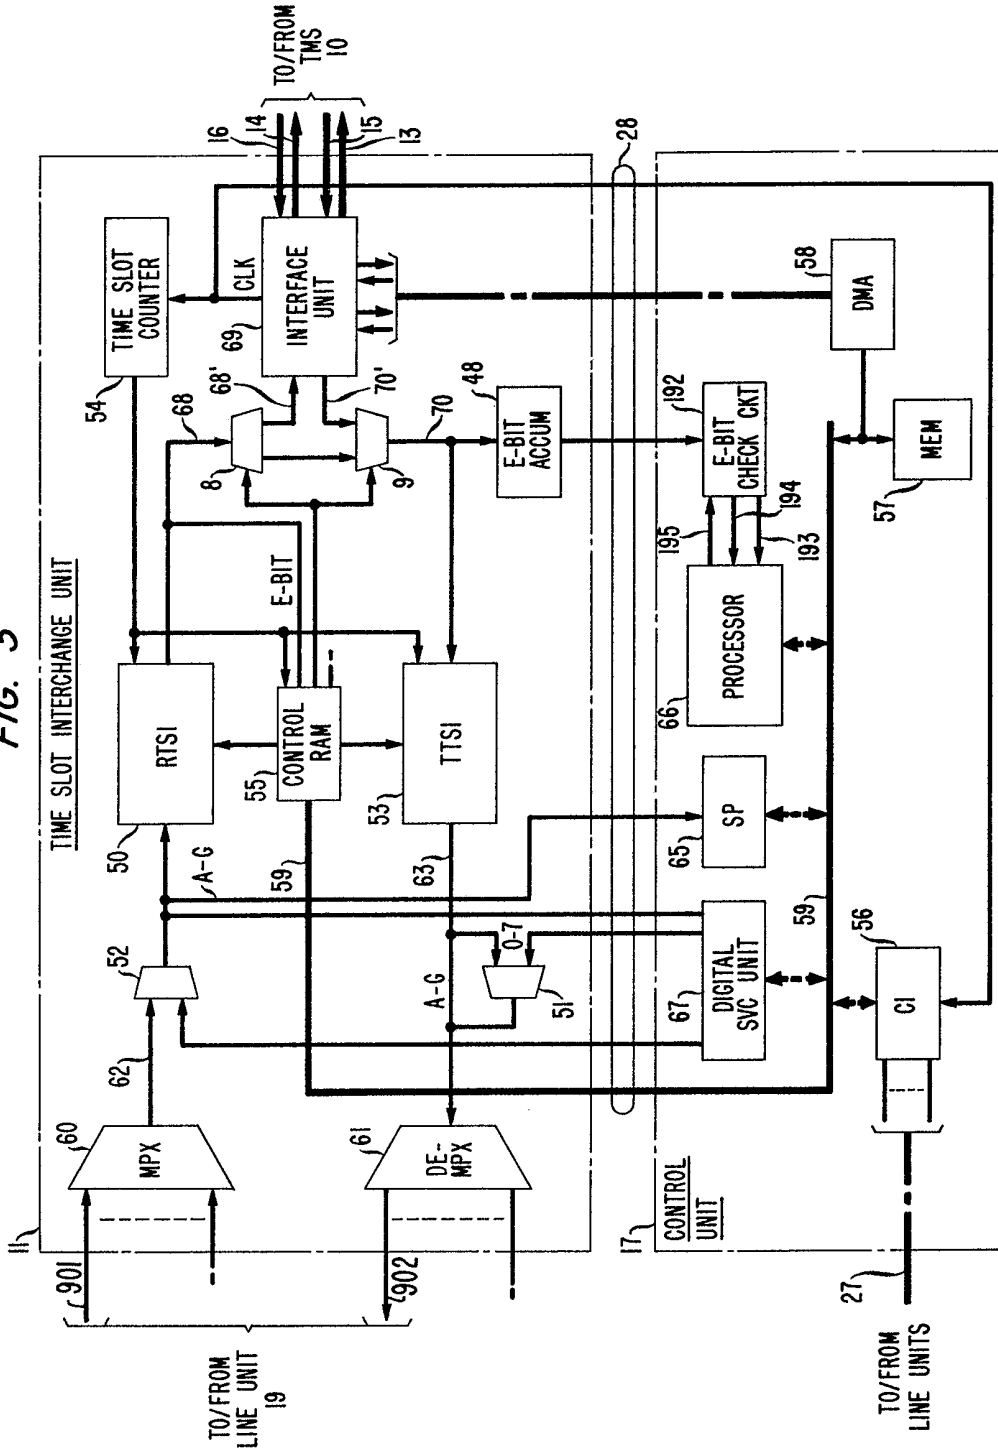 FIG.
TIME SLOT INTERCHANGE UNIT
11
TO/FROM
LINE UNIT
19
901
902
60
MPX
62
52
A-G
50
RTSI
54
TIME SLOT
COUNTER
CLK
69
INTERFACE
UNIT
16
14
15
13
TO/FROM
TMS
10
68
68'
8
9
70'
70
E-BIT
55
CONTROL
RAM
59
53
TTSI
63
A-G
0-7
51
61
DE-
MPX
48
E-BIT
ACCUM
28
17
CONTROL
UNIT
67
DIGITAL
SVC UNIT
65
SP
66
PROCESSOR
195
194
193
192
E-BIT
CHECK CKT
58
DMA
57
MEM
59
56
CI
27
TO/FROM
LINE UNITS